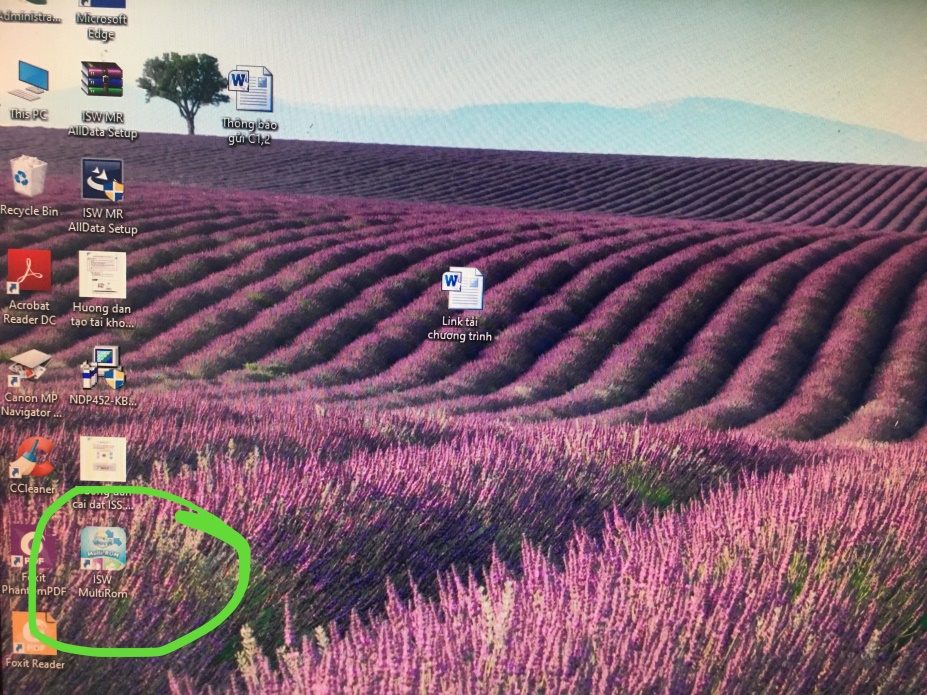 Administra...
Microsoft
Edge
This PC
ISW MR
AllData Setup
Thông báo
gửi C1,2
Recycle Bin
ISW MR
AllData Setup
Acrobat
Reader DC
Huong dan
tạo tai kho...
Link tải
chương trình
Canon MP
Navigator ...
NDP452-KB...
CCleaner
cai dat ISS....
Foxit
PhantomPDF
ISW
MultiRom
Foxit Reader